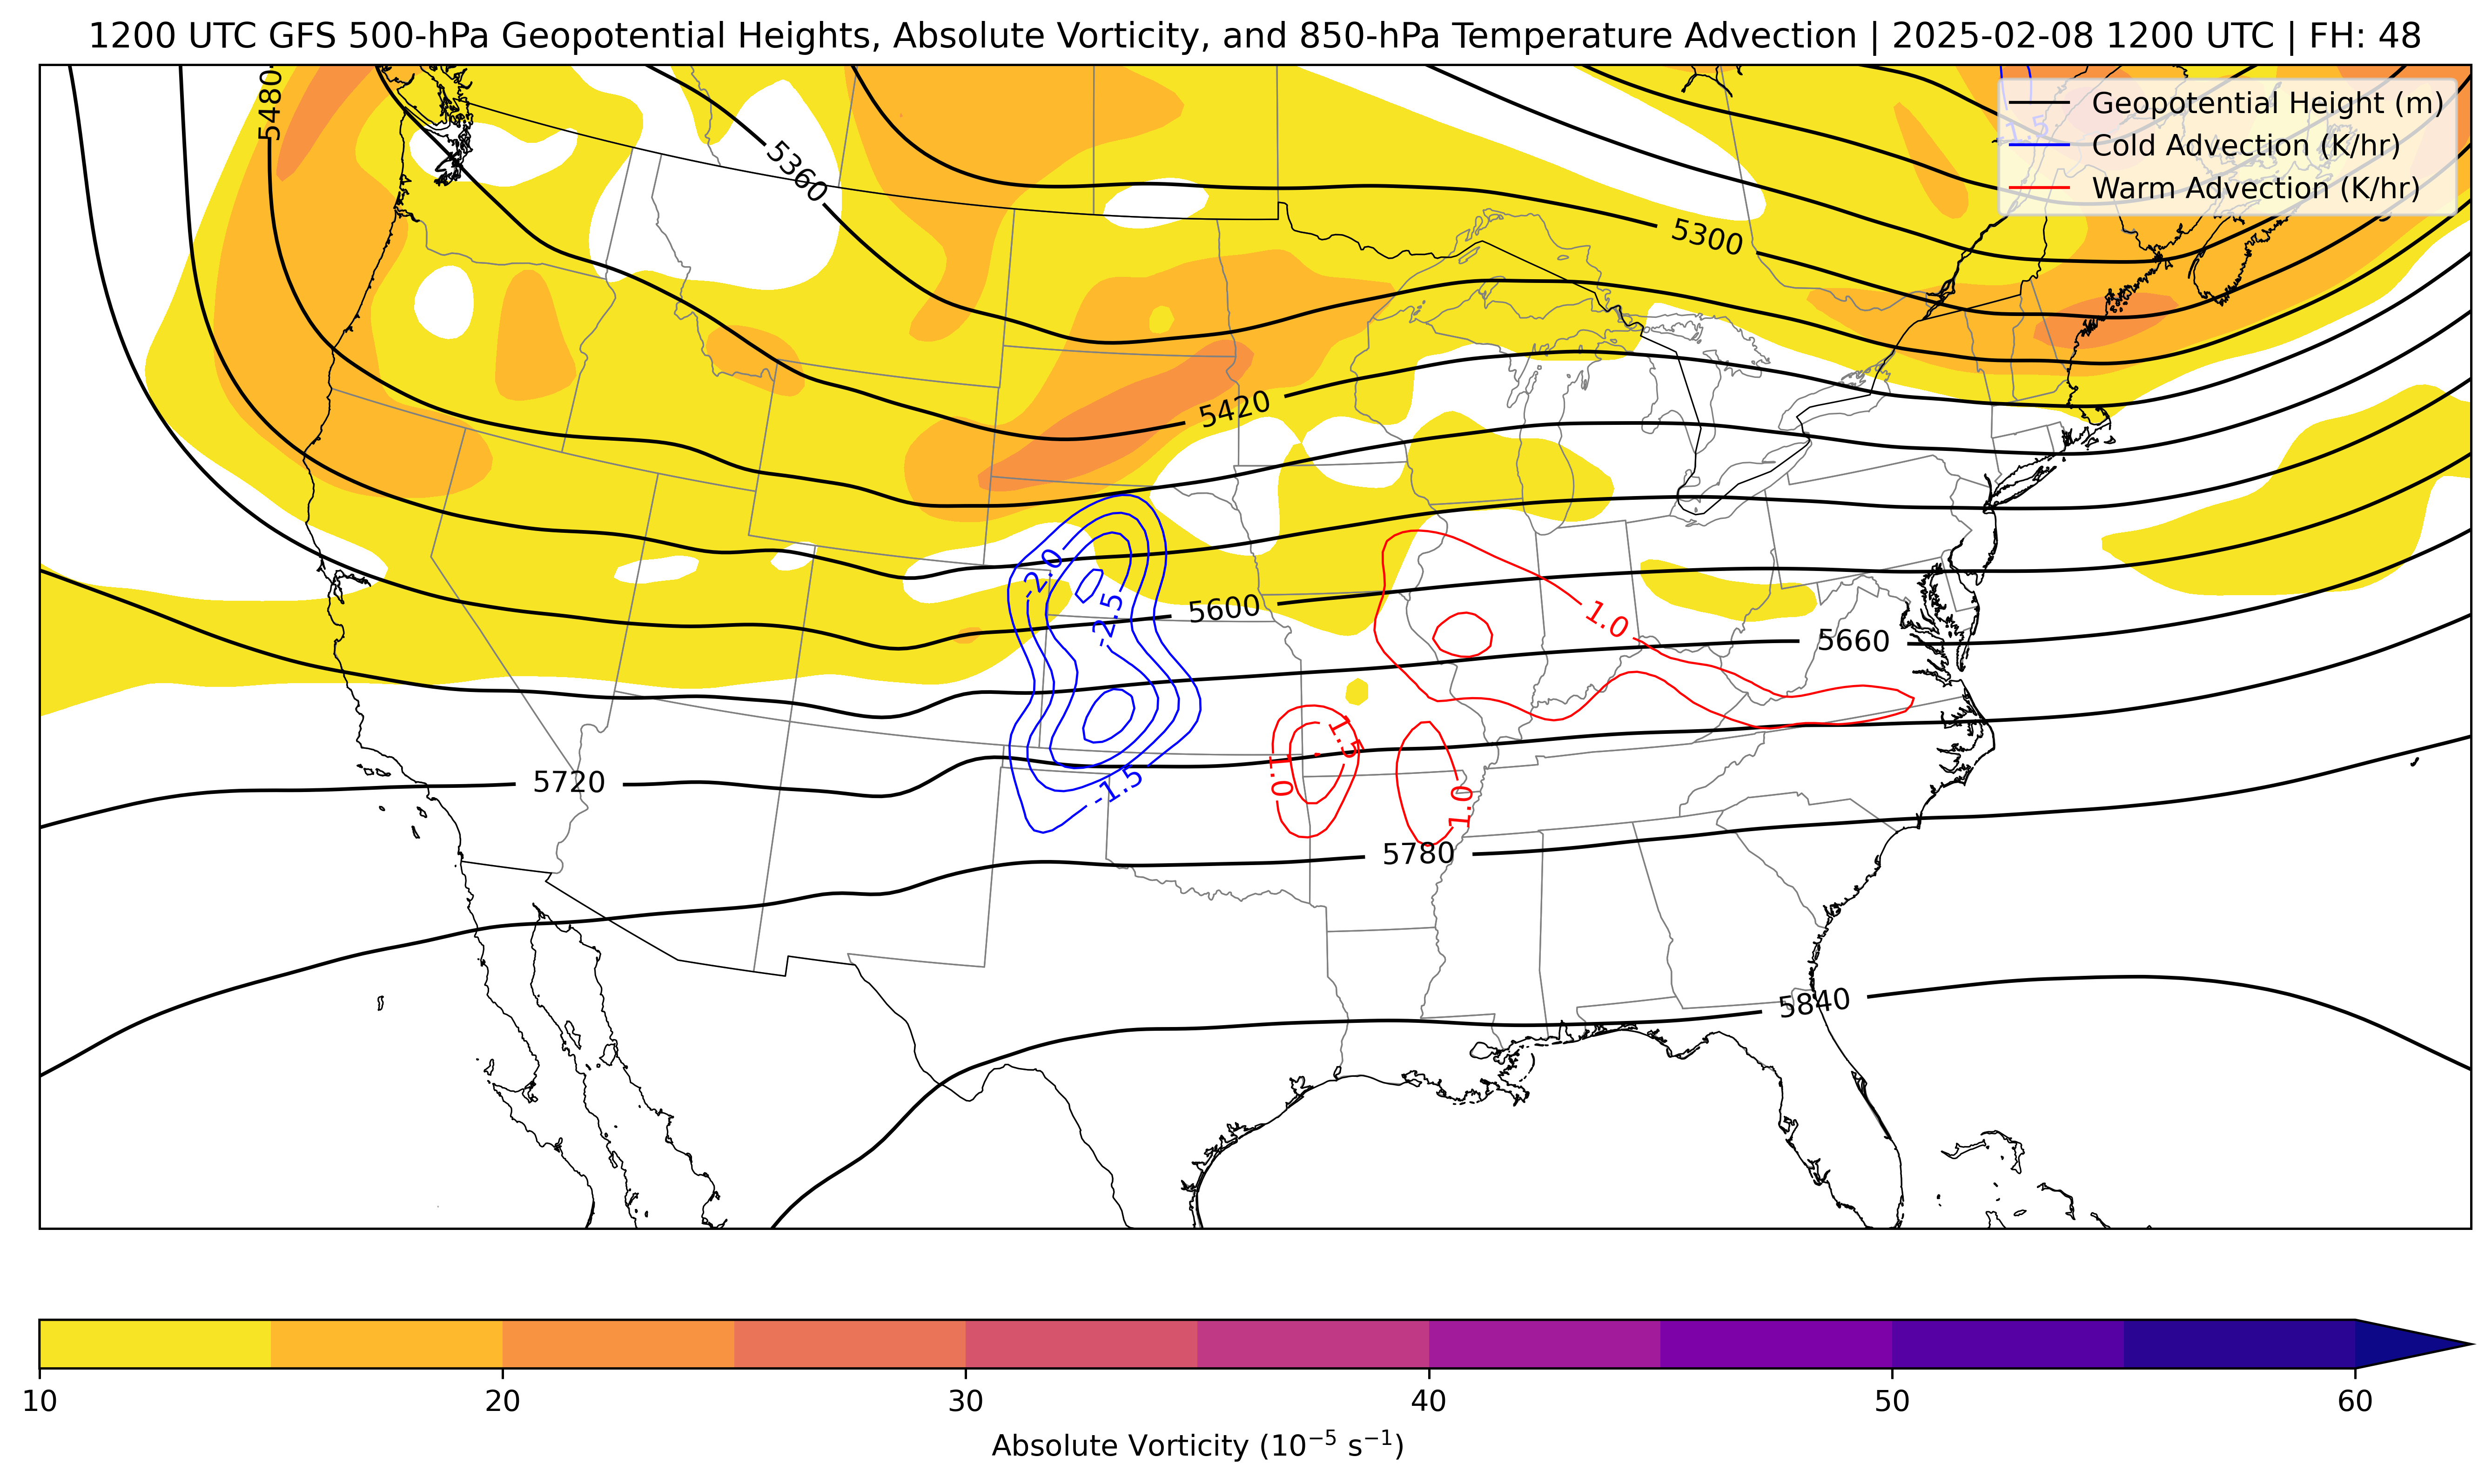 1200 UTC GFS 500-hPa Geopotential Heights, Absolute Vorticity, and 850-hPa Temperature Advection | 2025-02-08 1200 UTC | FH: 48
Geopotential Height (m)
Cold Advection (K/hr)
Warm Advection (K/hr)
5480
5360
5300
-1.5
5420
-2.0
-2.5
5600
1.0
5660
5720
-1.5
1.0
-1.5
1.0
5780
5840
10 20 30 40 50 60
Absolute Vorticity (10⁻⁵ s⁻¹)